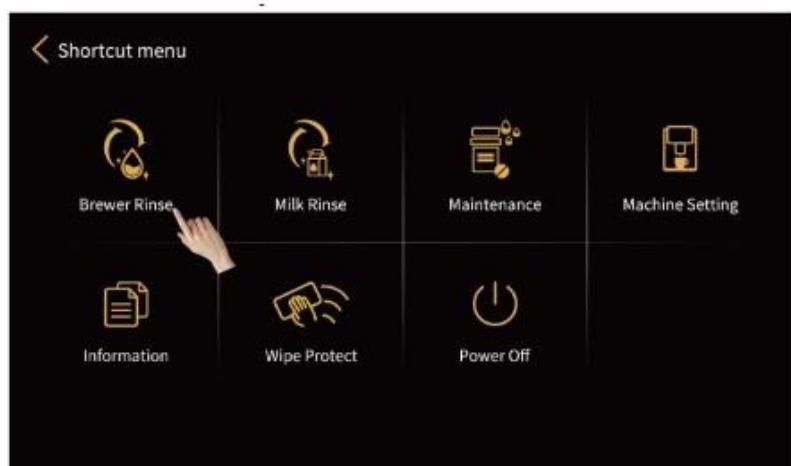 Shortcut menu
Brewer Rinse
Milk Rinse
Maintenance
Machine Setting
Information
Wipe Protect
Power Off